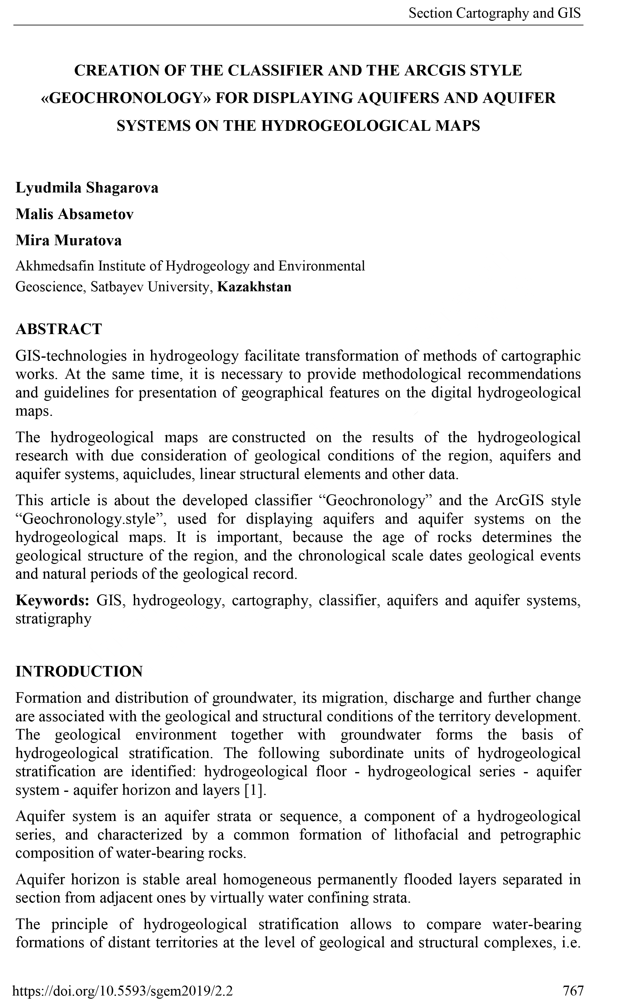 Section Cartography and GIS
CREATION OF THE CLASSIFIER AND THE ARCGIS STYLE
«GEOCHRONOLOGY» FOR DISPLAYING AQUIFERS AND AQUIFER
SYSTEMS ON THE HYDROGEOLOGICAL MAPS
Lyudmila Shagarova
Malis Absametov
Mira Muratova
Akhmedsafin Institute of Hydrogeology and Environmental
Geoscience, Satbayev University, Kazakhstan
ABSTRACT
GIS-technologies in hydrogeology facilitate transformation of methods of cartographic
works. At the same time, it is necessary to provide methodological recommendations
and guidelines for presentation of geographical features on the digital hydrogeological
maps.
The hydrogeological maps are constructed on the results of the hydrogeological
research with due consideration of geological conditions of the region, aquifers and
aquifer systems, aquicludes, linear structural elements and other data.
This article is about the developed classifier “Geochronology” and the ArcGIS style
“Geochronology.style”, used for displaying aquifers and aquifer systems on the
hydrogeological maps. It is important, because the age of rocks determines the
geological structure of the region, and the chronological scale dates geological events
and natural periods of the geological record.
Keywords: GIS, hydrogeology, cartography, classifier, aquifers and aquifer systems,
stratigraphy
INTRODUCTION
Formation and distribution of groundwater, its migration, discharge and further change
are associated with the geological and structural conditions of the territory development.
The geological environment together with groundwater forms the basis of
hydrogeological stratification. The following subordinate units of hydrogeological
stratification are identified: hydrogeological floor - hydrogeological series - aquifer
system - aquifer horizon and layers [1].
Aquifer system is an aquifer strata or sequence, a component of a hydrogeological
series, and characterized by a common formation of lithofacial and petrographic
composition of water-bearing rocks.
Aquifer horizon is stable areal homogeneous permanently flooded layers separated in
section from adjacent ones by virtually water confining strata.
The principle of hydrogeological stratification allows to compare water-bearing
formations of distant territories at the level of geological and structural complexes, i.e.
https://doi.org/10.5593/sgem2019/2.2
767